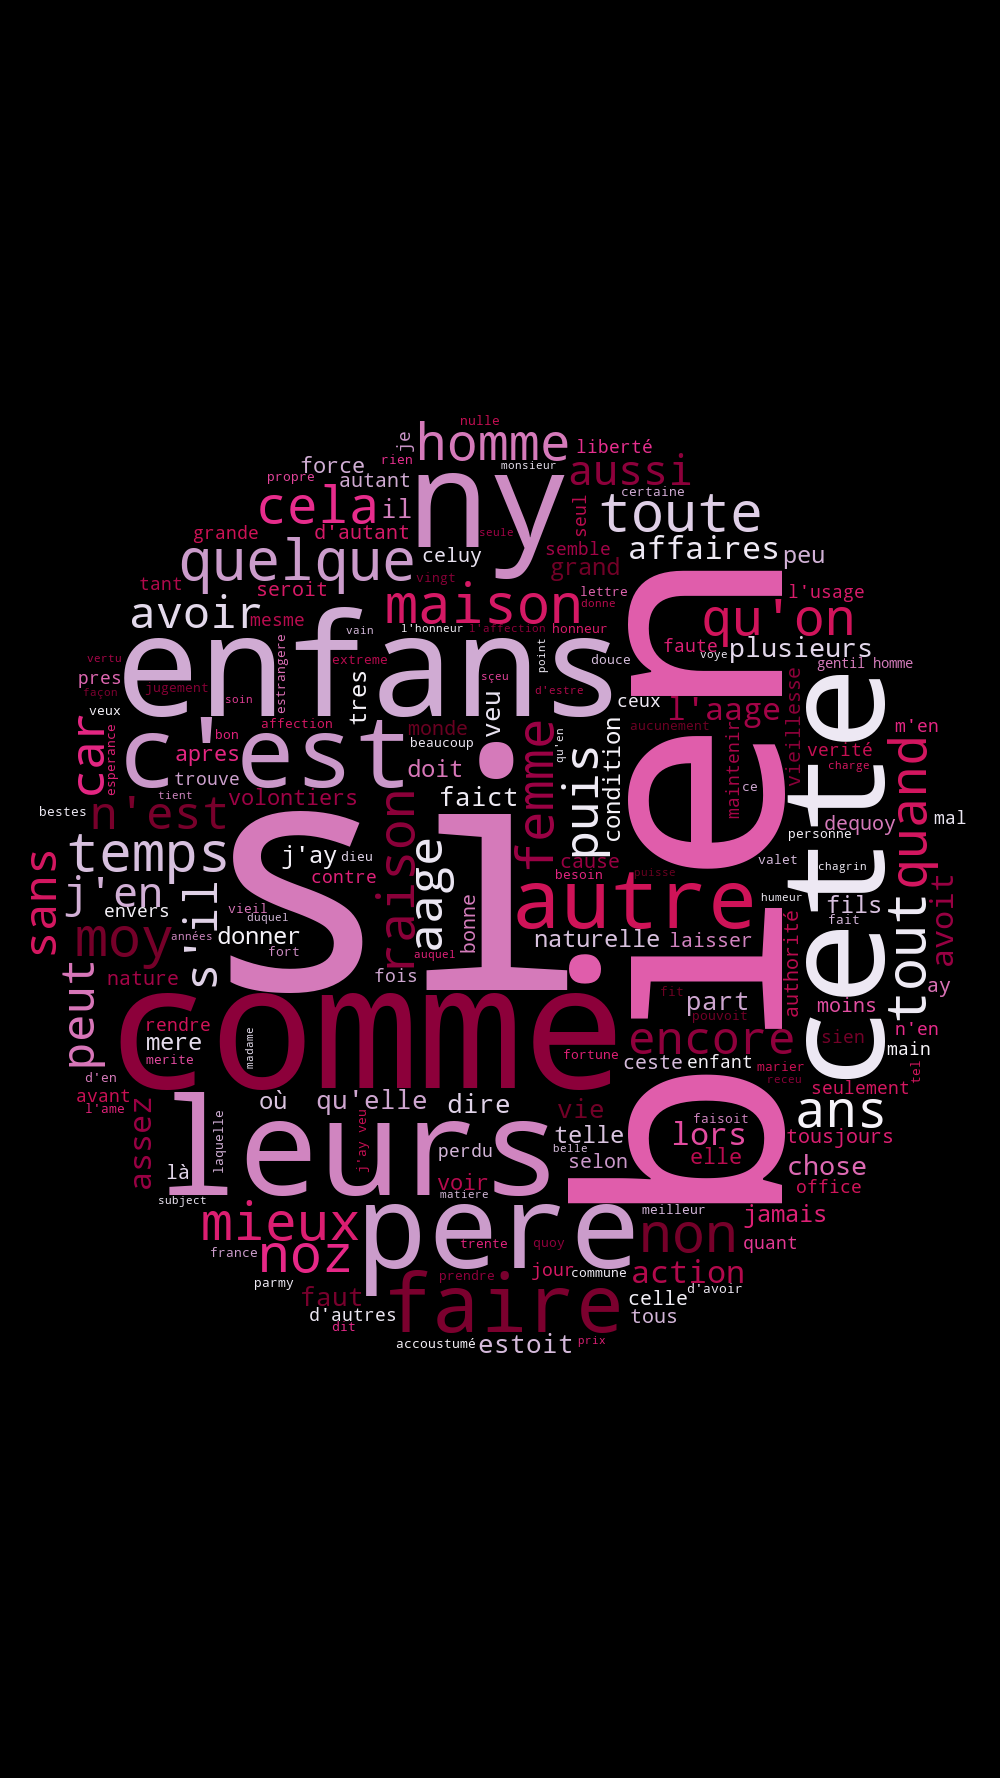 nulle
je
homme
liberté
rien
monsieur
force
aussi
propre
autant
certaine
cela
il
ny
seul
toute
grande
d'autant
seule
affaires
quelque
celuy
semble
peu
grand
tant
seroit
vingt
maison
lettre
donne
l'usage
avoir
mesme
vain
l'honneur
l'affection
honneur
qu'on
enfans
estrangere
extreme
point
douce
faute
voye
plusieurs
vertu
pres
façon
jugement
soin
tres
sçeu
d'estre
bien
gentil homme
veux
affection
veu
ceux
l'aage
vieillesse
m'en
car
esperance
c'est
bon
apres
monde
beaucoup
qu'en
aucunement
maintenir
verité
cette
quand
trouve
doit
femme
puis
condition
charge
bestes
n'est
tient
volontiers
faict
ce
personne
dequoy
mal
temps
si
j'ay
dieu
raison
aage
cause
besoin
puisse
valet
chagrin
sans
j'en
contre
autre
humeur
fils
avoit
envers
s'il
vieil
duquel
bonne
fait
tout
moy
années
donner
fort
auquel
naturelle
laisser
authorité
peut
nature
fois
fit
part
ay
comme
pouvoit
moins
rendre
mere
merite
madame
encore
sien
n'en
main
fortune
ceste
enfant
marier
receu
tel
d'en
avant
l'ame
seulement
assez
leurs
où
qu'elle
dire
vie
faisoit
ans
laquelle
j'ay veu
telle
lors
tousjours
perdu
belle
selon
elle
chose
là
voir
office
subject
matiere
mieux
pere
meilleur
jamais
noz
france
trente
quoy
non
quant
parmy
prendre
jour
commune
action
faut
faire
d'avoir
celle
d'autres
dit
tous
accoustumé
estoit
prix